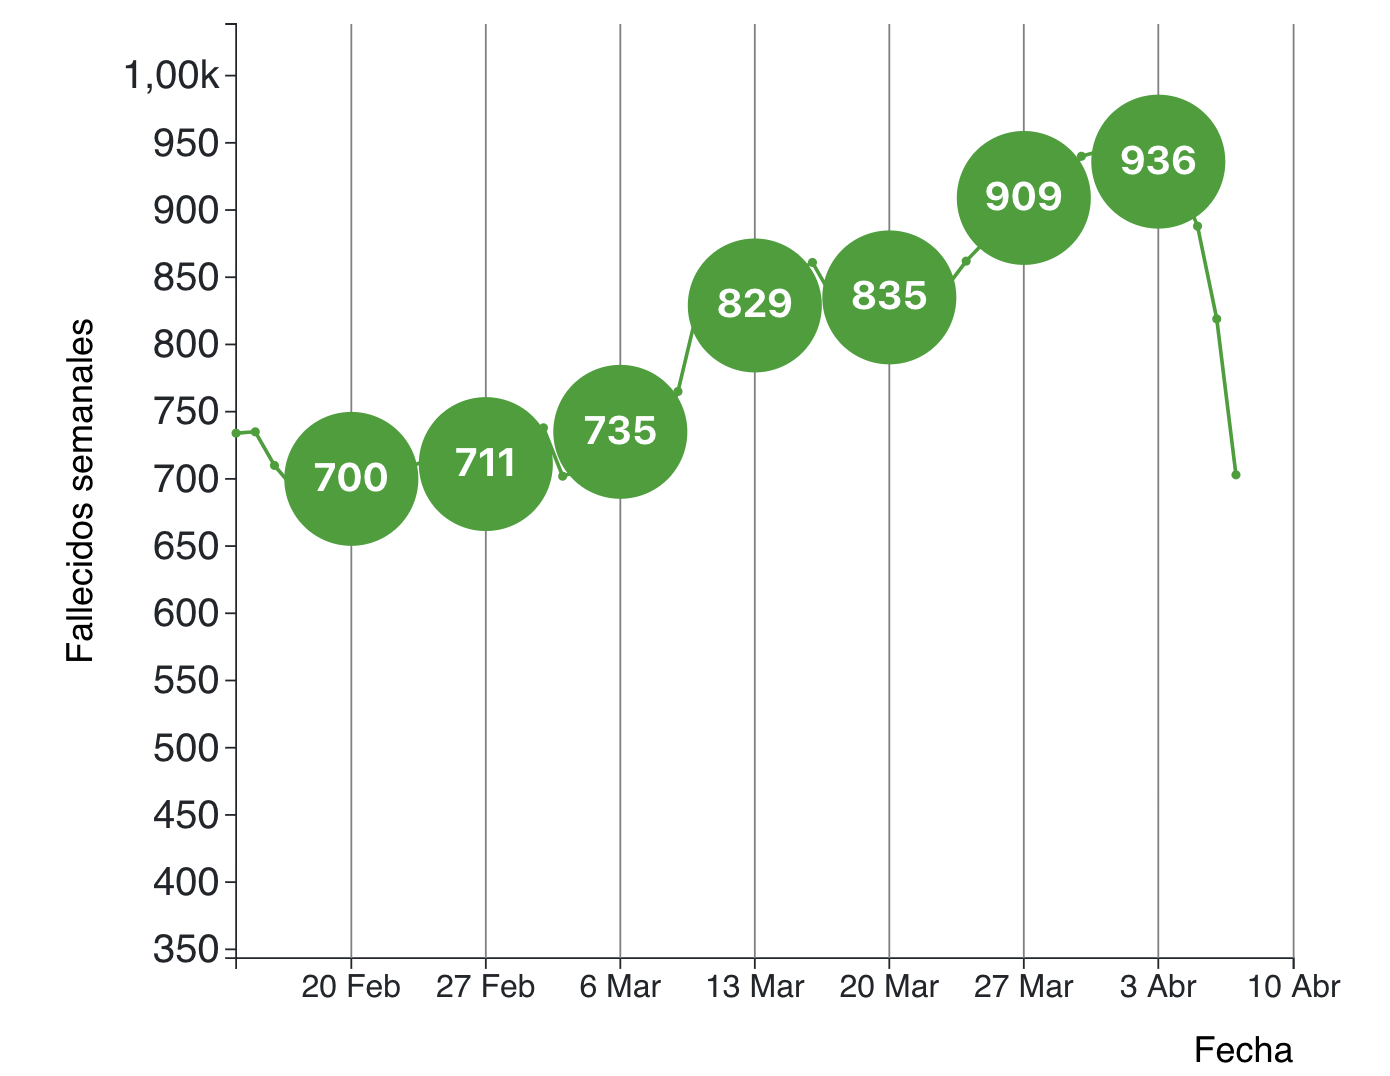 1,00k
950
900
850
800
750
700
650
600
550
500
450
400
350
Fallecidos semanales
700
711
735
829
835
909
936
20 Feb
27 Feb
6 Mar
13 Mar
20 Mar
27 Mar
3 Abr
10 Abr
Fecha